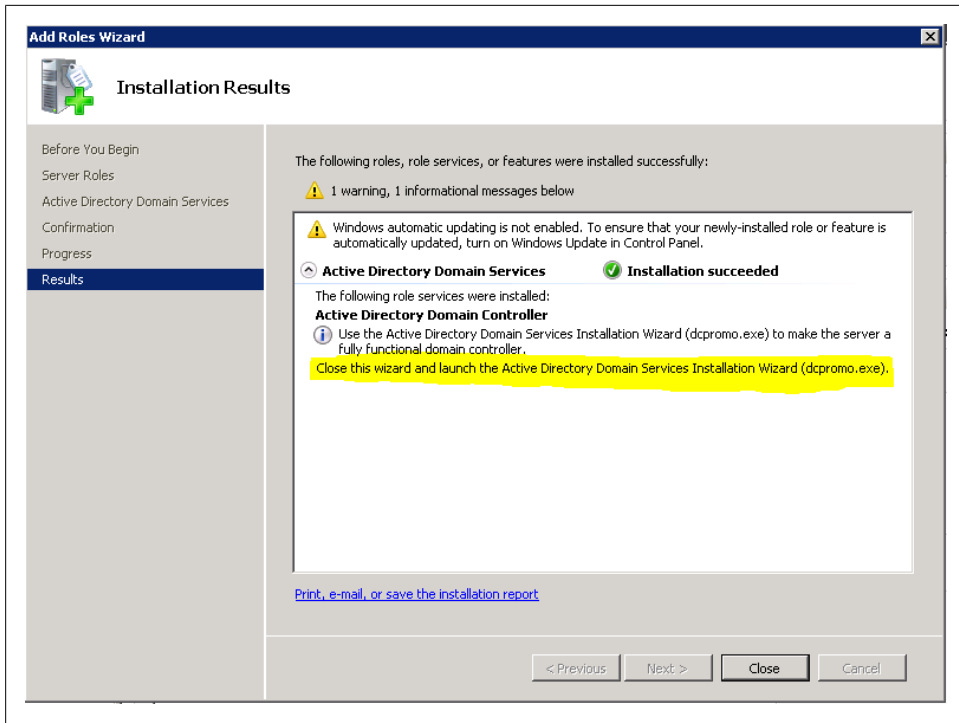 Add Roles Wizard
Installation Results
Before You Begin
Server Roles
Active Directory Domain Services
Confirmation
Progress
Results
The following roles, role services, or features were installed successfully:
1 warning, 1 informational messages below
Windows automatic updating is not enabled. To ensure that your newly-installed role or feature is
automatically updated, turn on Windows Update in Control Panel.
Active Directory Domain Services
Installation succeeded
The following role services were installed:
Active Directory Domain Controller
Use the Active Directory Domain Services Installation Wizard (dcpromo.exe) to make the server a
fully functional domain controller.
Close this wizard and launch the Active Directory Domain Services Installation Wizard (dcpromo.exe).
Print, e-mail, or save the installation report
< Previous
Next >
Close
Cancel